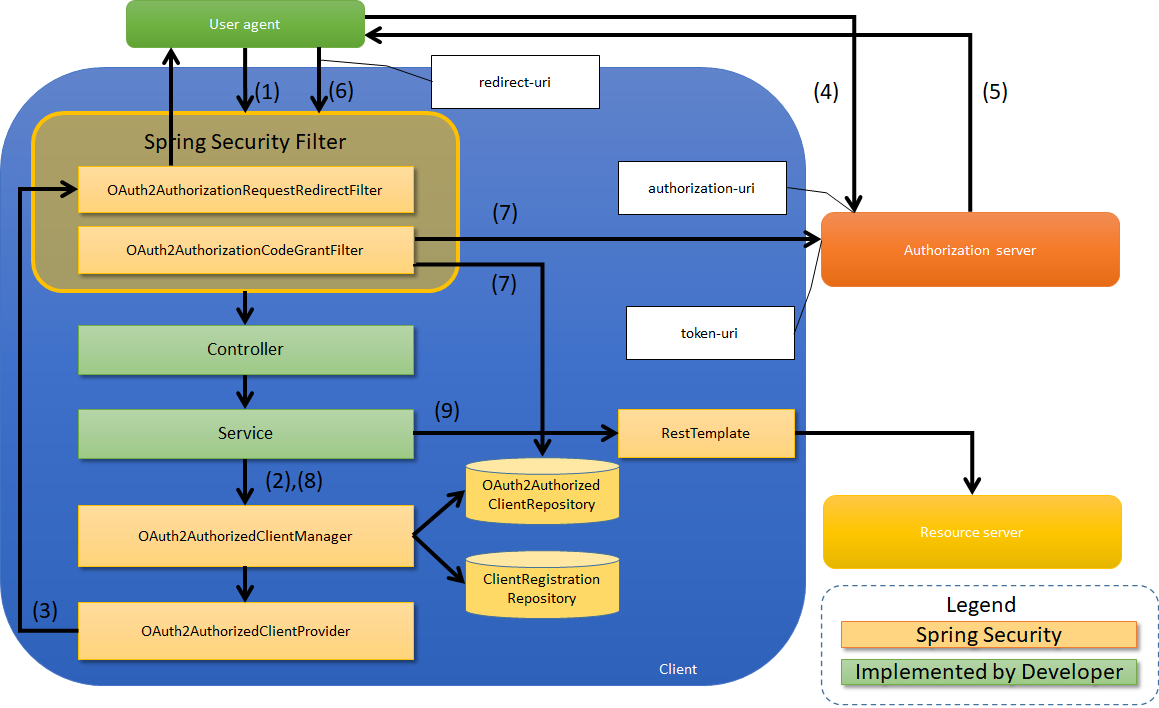 User agent
(1)
(6)
redirect-uri
(4)
(5)
Spring Security Filter
OAuth2AuthorizationRequestRedirectFilter
authorization-uri
(7)
OAuth2AuthorizationCodeGrantFilter
Authorization server
(7)
token-uri
Controller
(9)
Service
RestTemplate
(2),(8)
OAuth2Authorized
ClientRepository
OAuth2AuthorizedClientManager
Resource server
ClientRegistration
Repository
(3)
OAuth2AuthorizedClientProvider
Client
Legend
Spring Security
Implemented by Developer